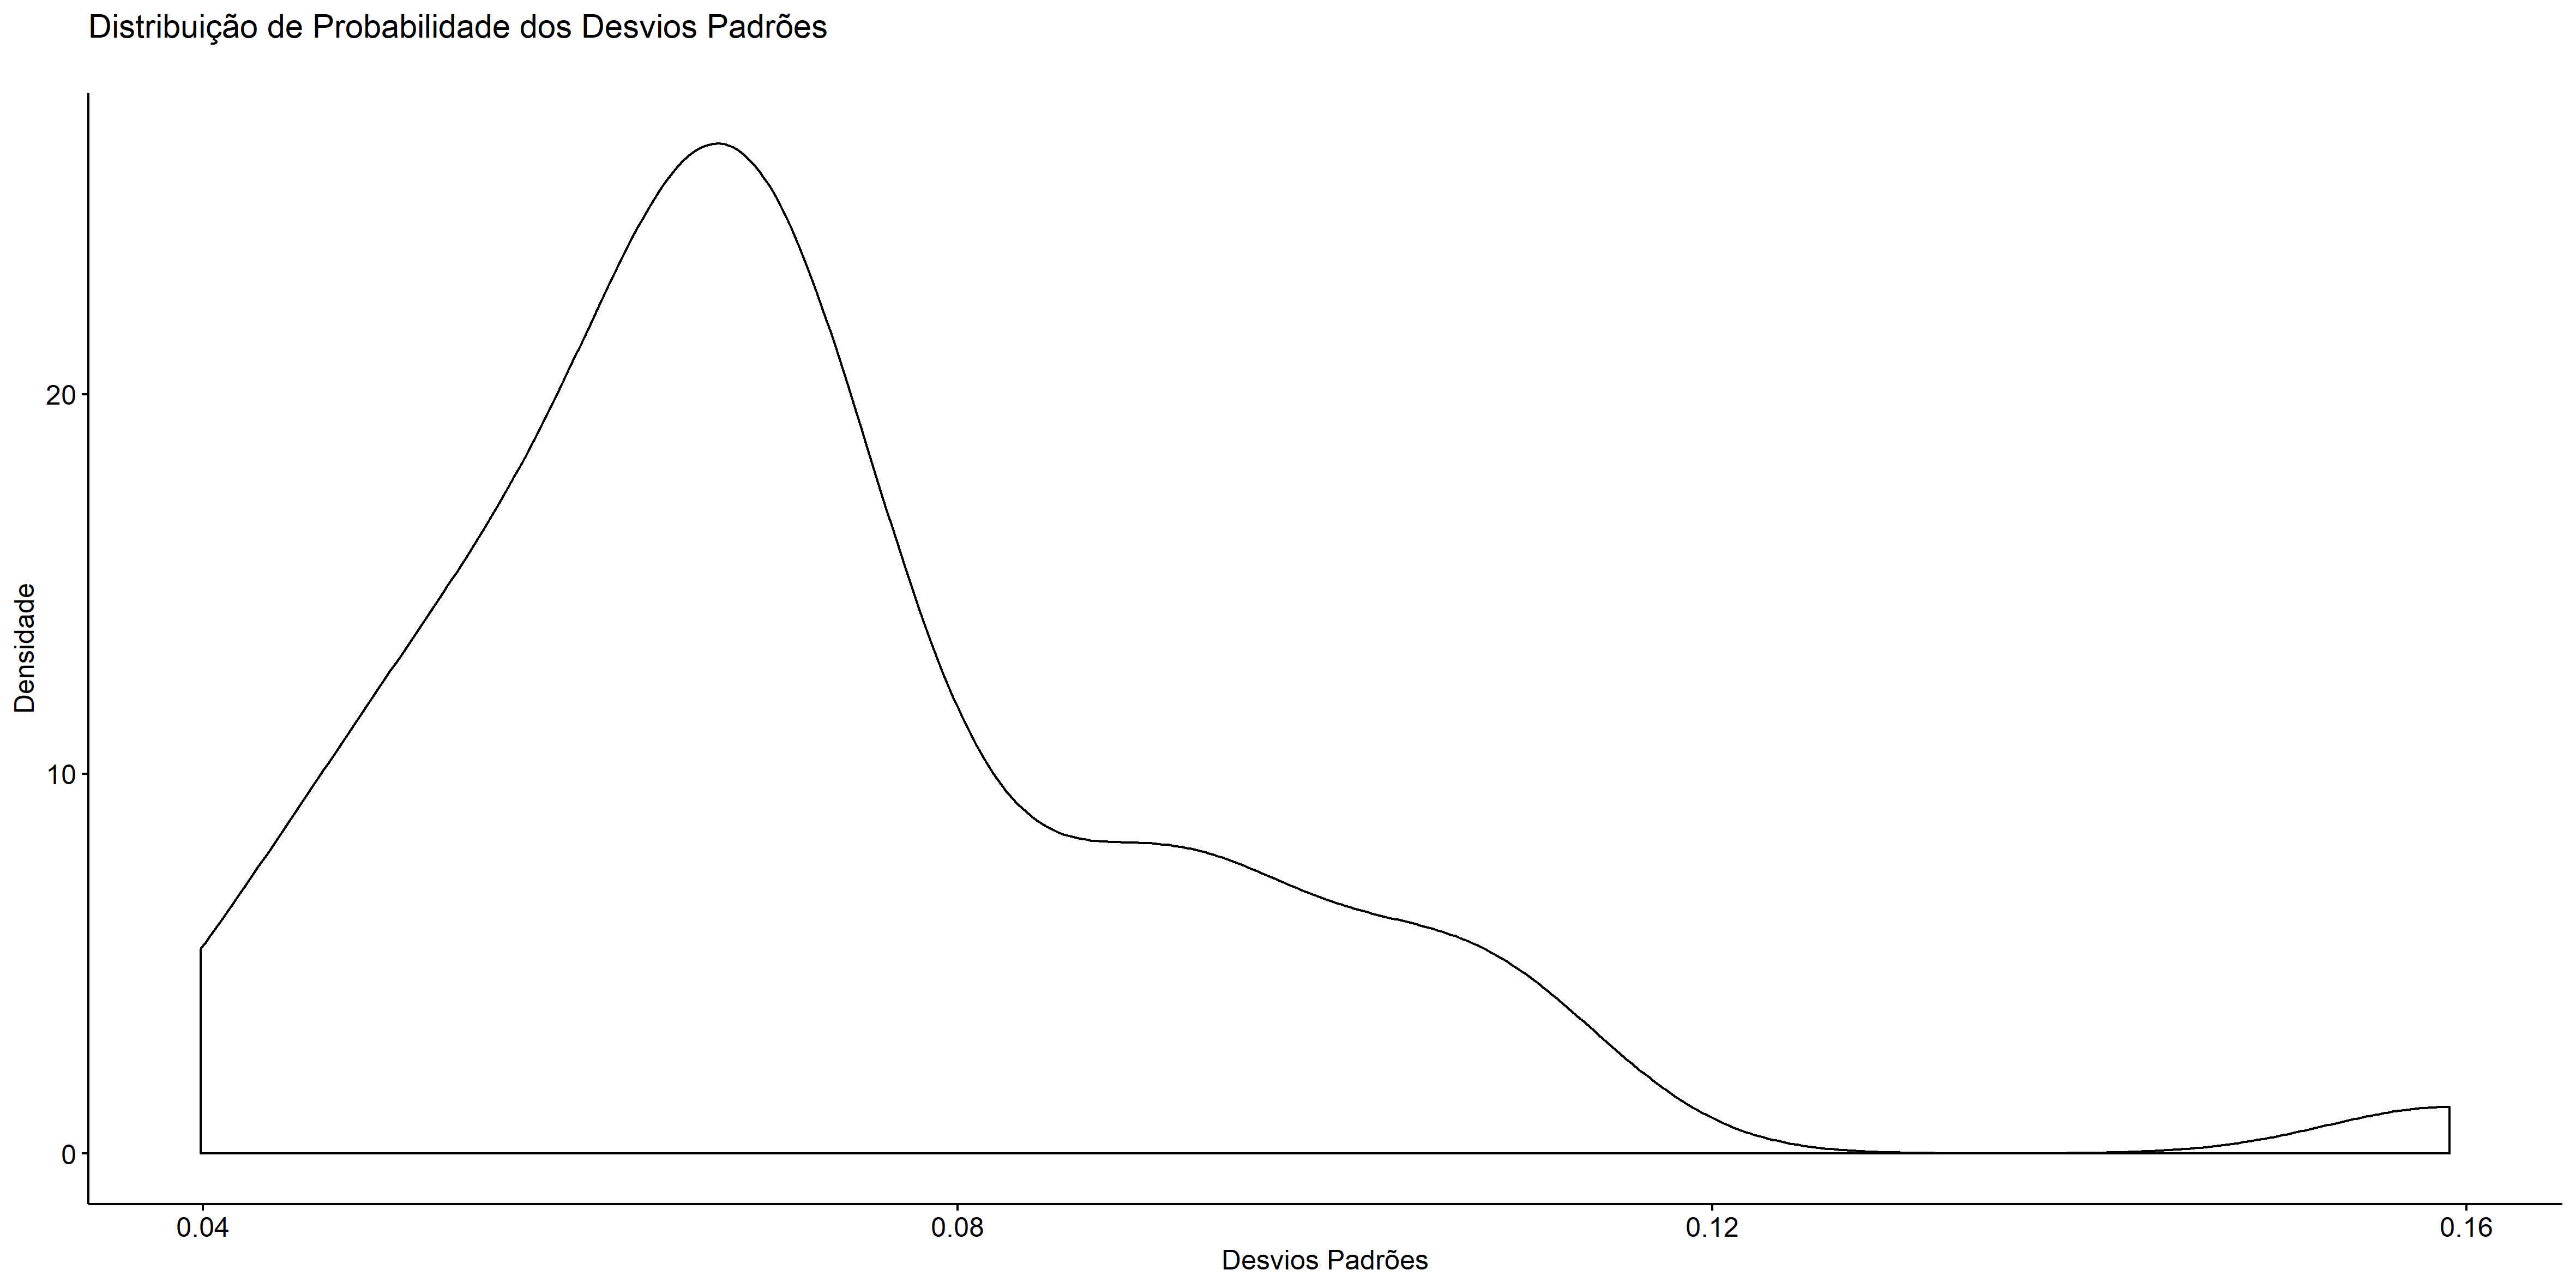 Distribuição de Probabilidade dos Desvios Padrões
20
10
0
Densidade
0.04 0.08 0.12 0.16
Desvios Padrões